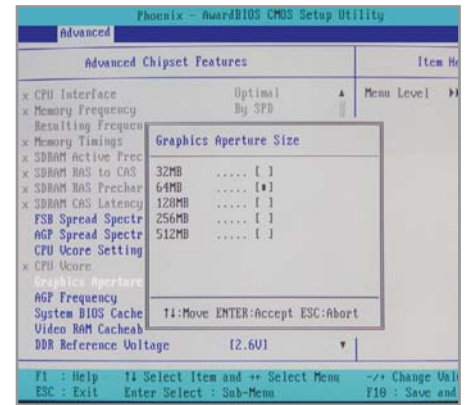 Phoenix - AwardBIOS CMOS Setup Uti
Advanced
Advanced Chipset Features
Item He
x CPU Interface Optimal
x Memory Frequency By SPD
Resulting Frequen
x Memory Timings
x SDRAM Active Prec
x SDRAM RAS to CAS
x SDRAM RAS Prechar
x SDRAM CAS Latency
FSB Spread Spectr
AGP Spread Spectr
CPU Vcore Setting
x CPU Vcore
Graphics Aperture
AGP Frequency
System BIOS Cache
Video RAM Cacheab
DDR Reference Voltage [2.6V]
Menu Level
Graphics Aperture Size
32MB ..... [ ]
64MB ..... [▪]
128MB ..... [ ]
256MB ..... [ ]
512MB ..... [ ]
↑↓:Move ENTER:Accept ESC:Abort
F1 : Help ↑↓ Select Item and ↔ Select Menu -/+ Change Valu
ESC : Exit Enter Select : Sub-Menu F10 : Save and